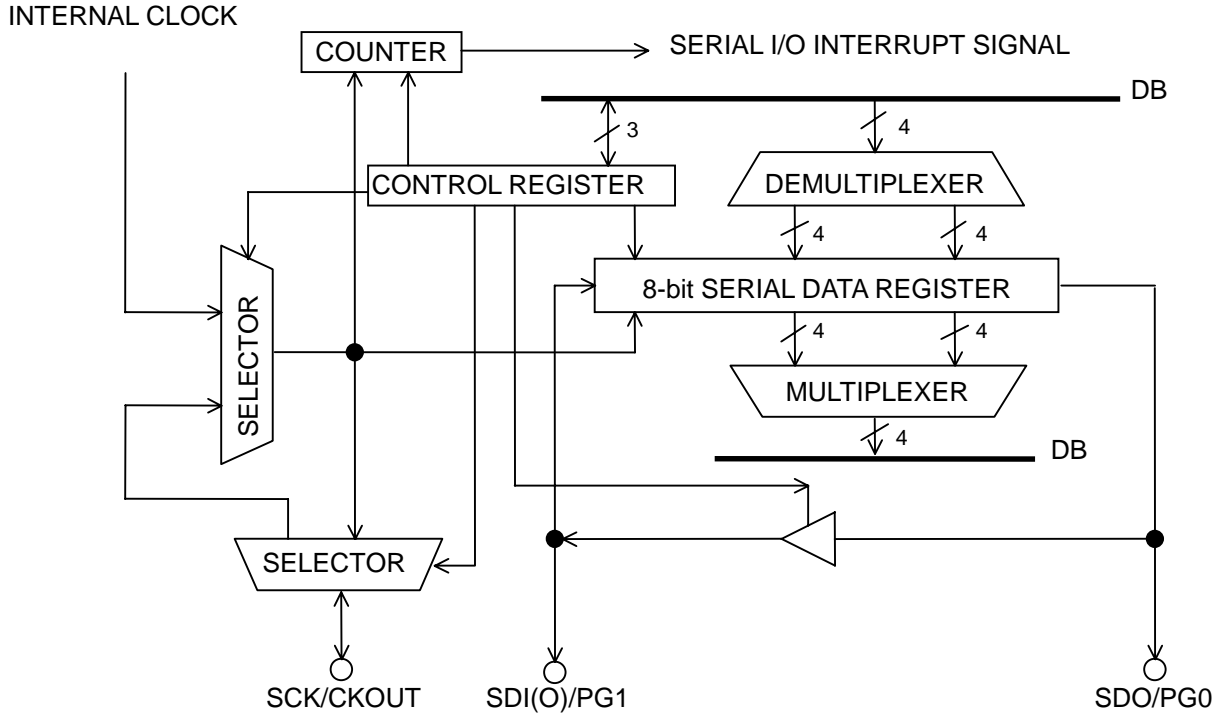 INTERNAL CLOCK
COUNTER
SERIAL I/O INTERRUPT SIGNAL
DB
3
4
CONTROL REGISTER
DEMULTIPLEXER
4
4
8-bit SERIAL DATA REGISTER
SELECTOR
4
4
MULTIPLEXER
4
DB
SELECTOR
SCK/CKOUT
SDI(O)/PG1
SDO/PG0